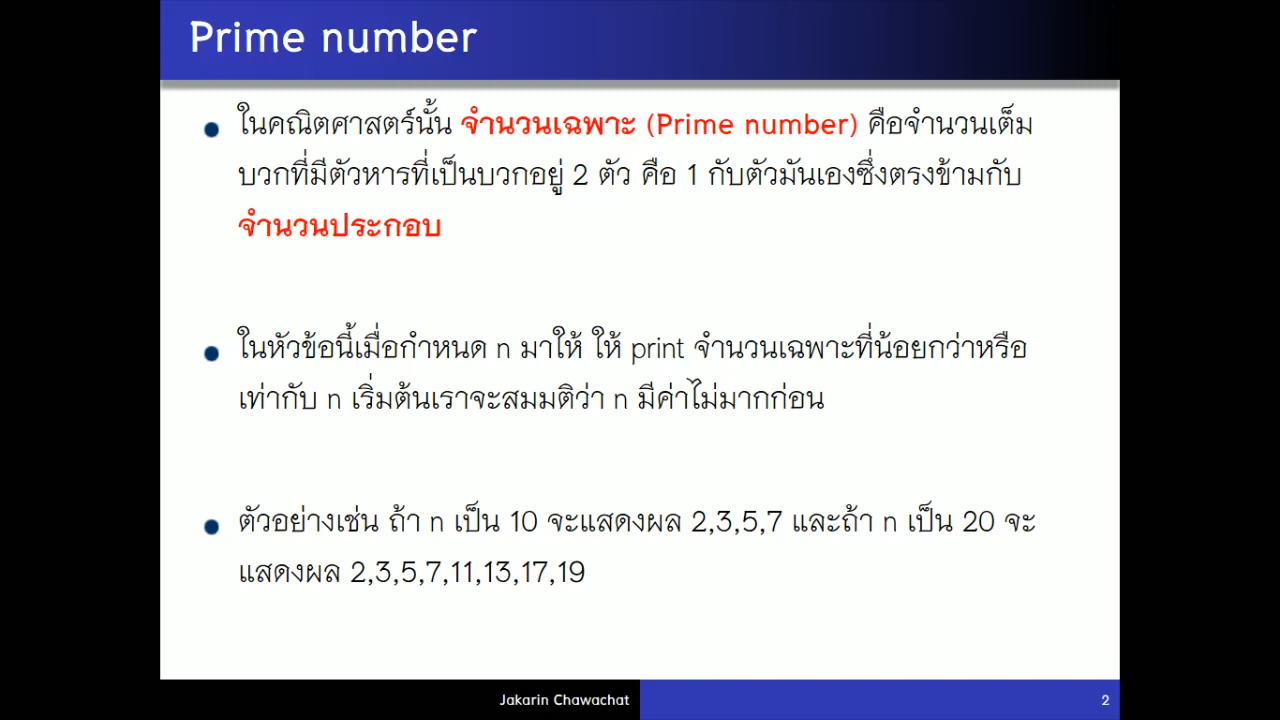 Prime number
ในคณิตศาสตร์นั้น จำนวนเฉพาะ (Prime number) คือจำนวนเต็ม
บวกที่มีตัวหารที่เป็นบวกอยู่ 2 ตัว คือ 1 กับตัวมันเองซึ่งตรงข้ามกับ
จำนวนประกอบ
ในหัวข้อนี้เมื่อกำหนด n มาให้ ให้ print จำนวนเฉพาะที่น้อยกว่าหรือ
เท่ากับ n เริ่มต้นเราจะสมมติว่า n มีค่าไม่มากก่อน
ตัวอย่างเช่น ถ้า n เป็น 10 จะแสดงผล 2,3,5,7 และถ้า n เป็น 20 จะ
แสดงผล 2,3,5,7,11,13,17,19
Jakarin Chawachat
2